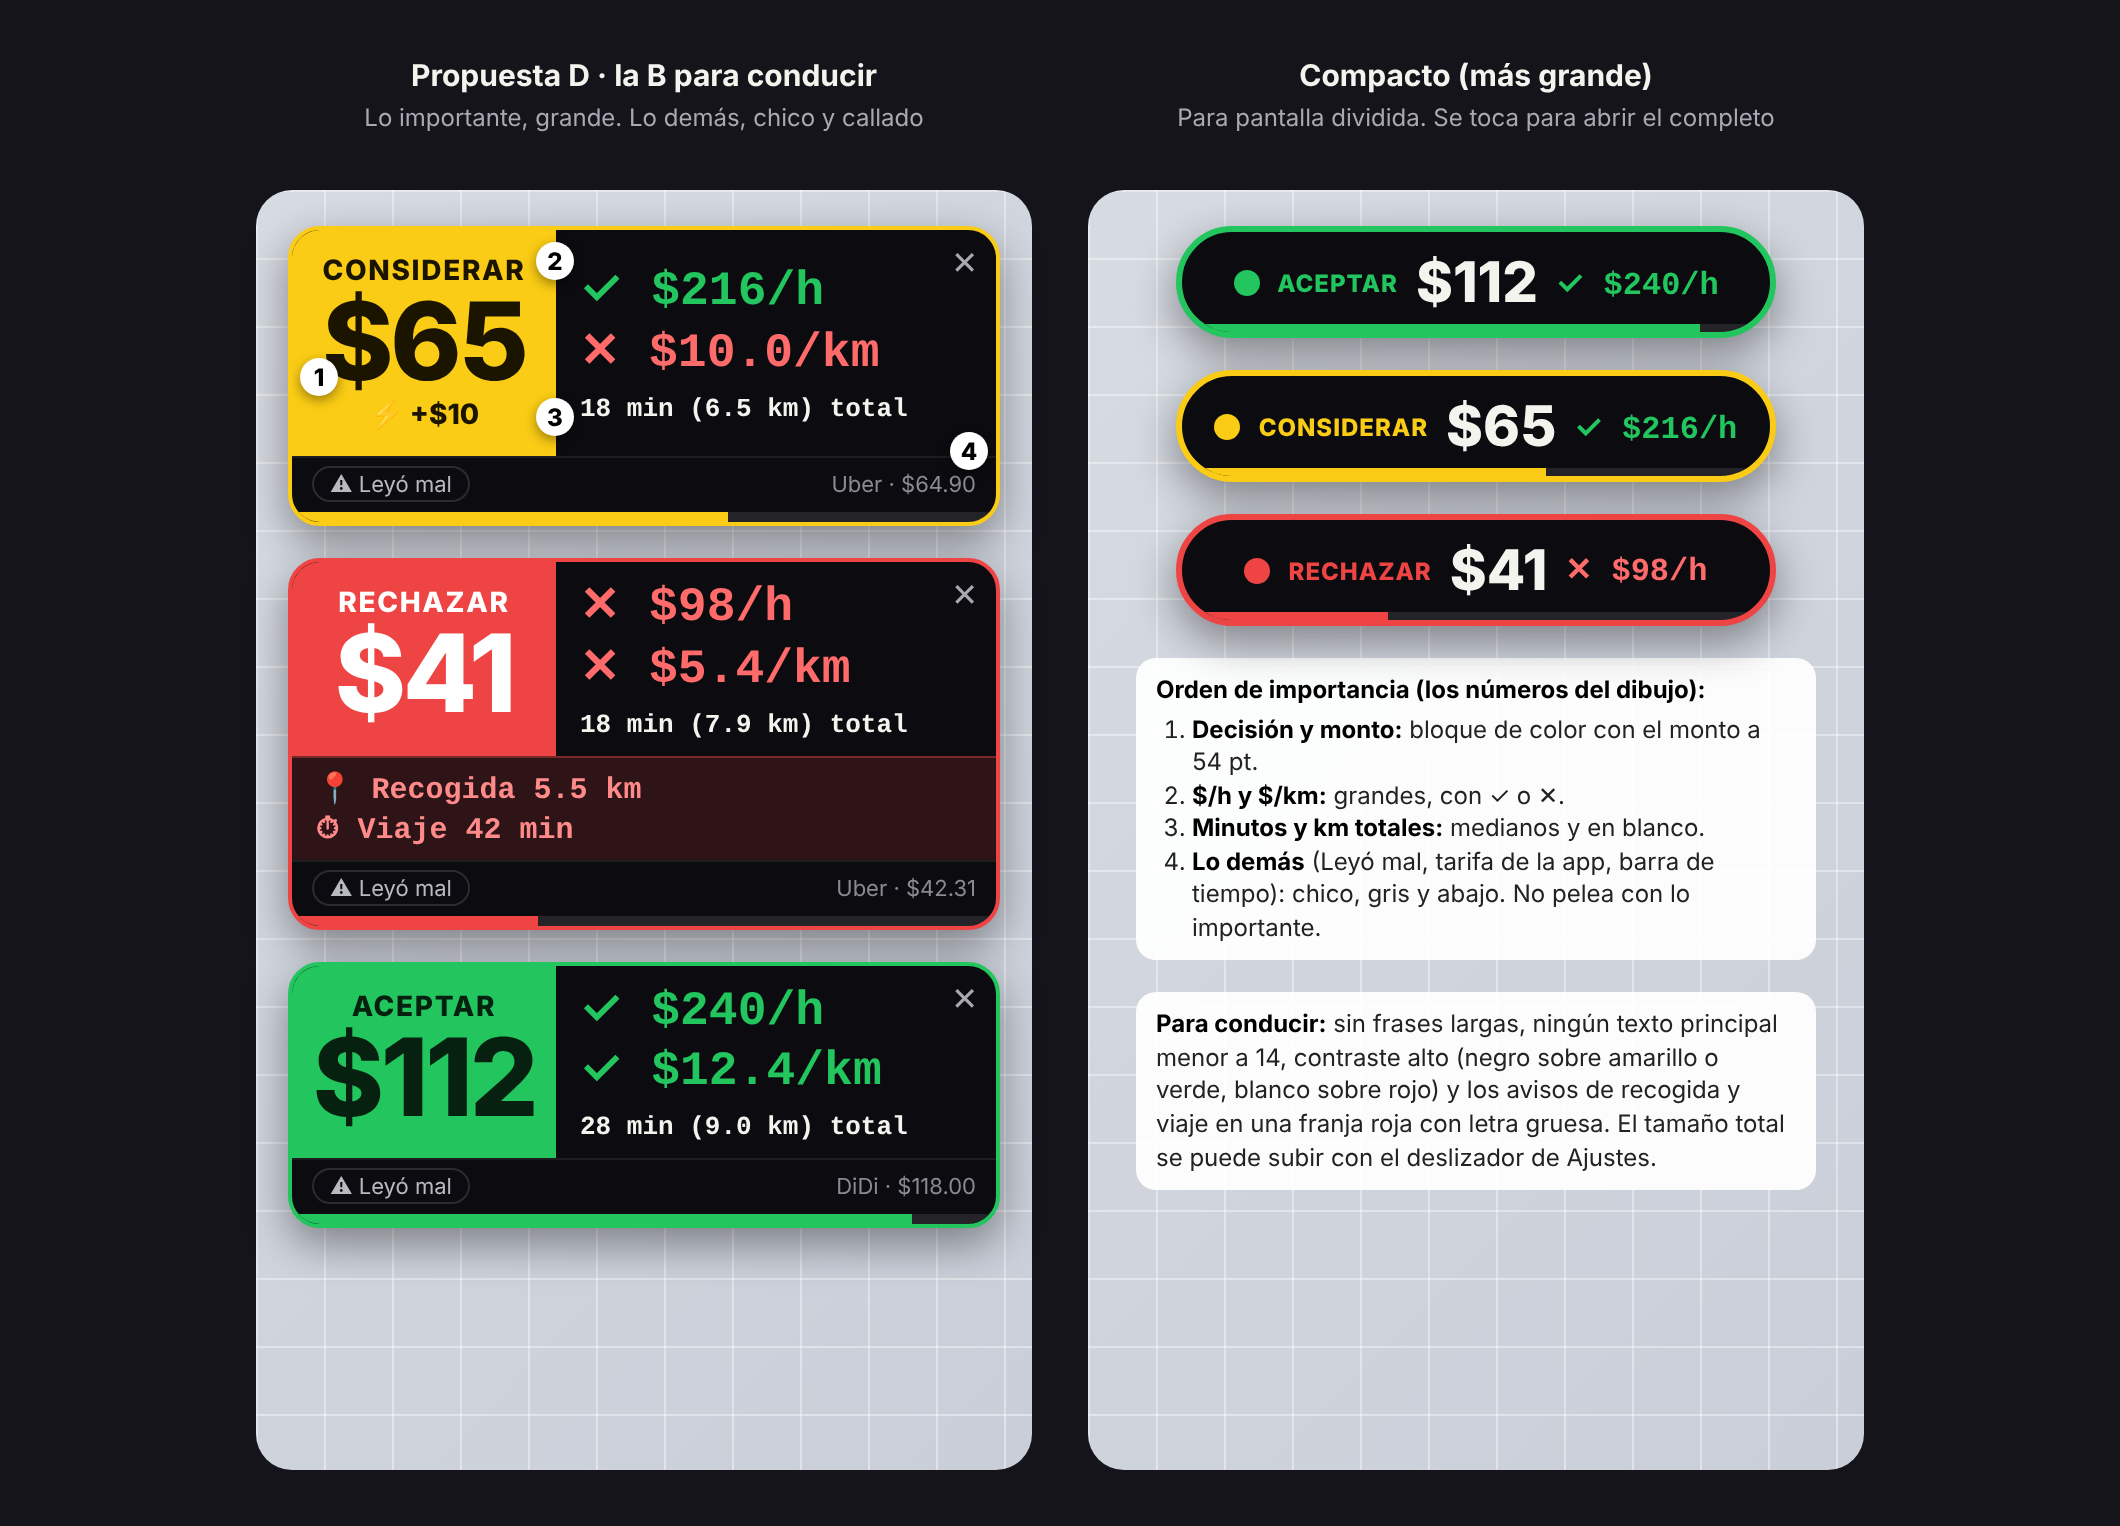 Propuesta D · la B para conducir
Lo importante, grande. Lo demás, chico y callado
CONSIDERAR
$65
⚡ +$10
1
2
3
4
✓ $216/h
✕ $10.0/km
18 min (6.5 km) total
✕
⚠ Leyó mal
Uber · $64.90
RECHAZAR
$41
✕ $98/h
✕ $5.4/km
18 min (7.9 km) total
✕
📍 Recogida 5.5 km
⏱ Viaje 42 min
⚠ Leyó mal
Uber · $42.31
ACEPTAR
$112
✓ $240/h
✓ $12.4/km
28 min (9.0 km) total
✕
⚠ Leyó mal
DiDi · $118.00
Compacto (más grande)
Para pantalla dividida. Se toca para abrir el completo
ACEPTAR $112 ✓ $240/h
CONSIDERAR $65 ✓ $216/h
RECHAZAR $41 ✕ $98/h
Orden de importancia (los números del dibujo):
1. Decisión y monto: bloque de color con el monto a
54 pt.
2. $/h y $/km: grandes, con ✓ o ✕.
3. Minutos y km totales: medianos y en blanco.
4. Lo demás (Leyó mal, tarifa de la app, barra de
tiempo): chico, gris y abajo. No pelea con lo
importante.
Para conducir: sin frases largas, ningún texto principal
menor a 14, contraste alto (negro sobre amarillo o
verde, blanco sobre rojo) y los avisos de recogida y
viaje en una franja roja con letra gruesa. El tamaño total
se puede subir con el deslizador de Ajustes.